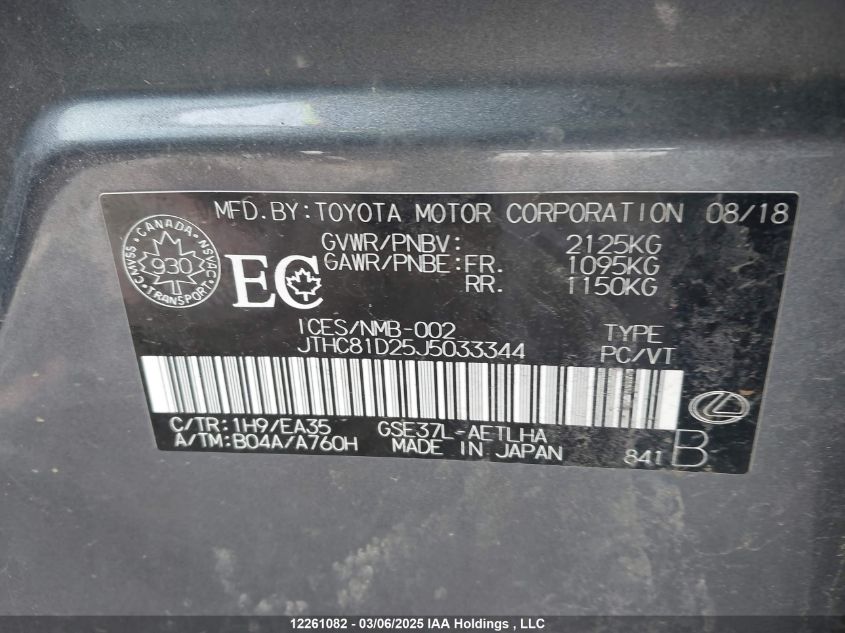 MFD.BY:TOYOTA MOTOR CORPORATION 08/18
CANADA
CMVSS 930 NSVAC
TRANSPORT
EC
GVWR/PNBV: 2125KG
GAWR/PNBE:FR. 1095KG
RR. 1150KG
ICES/NMB-002 TYPE
JTHC81D25J5033344 PC/VT
C/TR:1H9/EA35 GSE37L-AETLHA
A/TM:B04A/A760H MADE IN JAPAN 841 B
12261082 - 03/06/2025 IAA Holdings , LLC